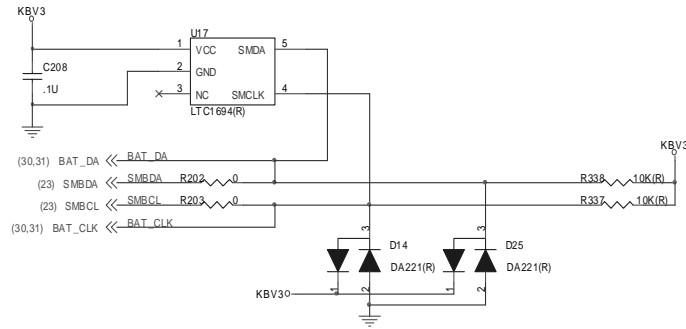 KBV3
U17
1 VCC SMDA 5
C208
2 GND
.1U
3 NC SMCLK 4
LTC1694(R)
KBV3
(30,31) BAT_DA BAT_DA
(23) SMBDA SMBDA R202 0 R338 10K(R)
(23) SMBCL SMBCL R203 0 R337 10K(R)
(30,31) BAT_CLK BAT_CLK
3 3
D14 D25
DA221(R) DA221(R)
KBV3
1 2 1 2